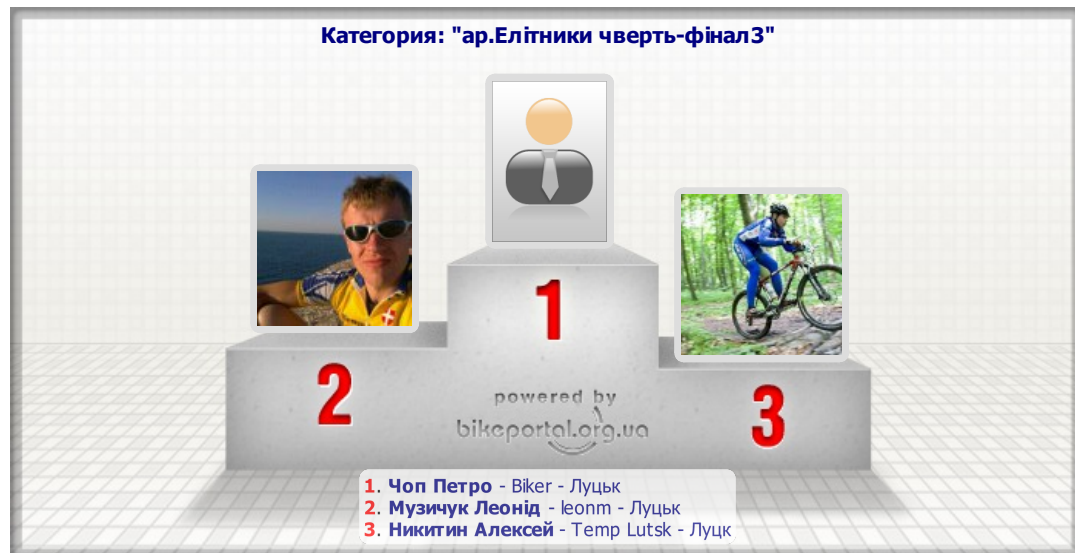 Категория: "ар.Елітники чверть-фінал3"
1
2
3
powered by
bikeportal.org.ua
1. Чоп Петро - Biker - Луцьк
2. Музичук Леонід - leonm - Луцьк
3. Никитин Алексей - Temp Lutsk - Луцк